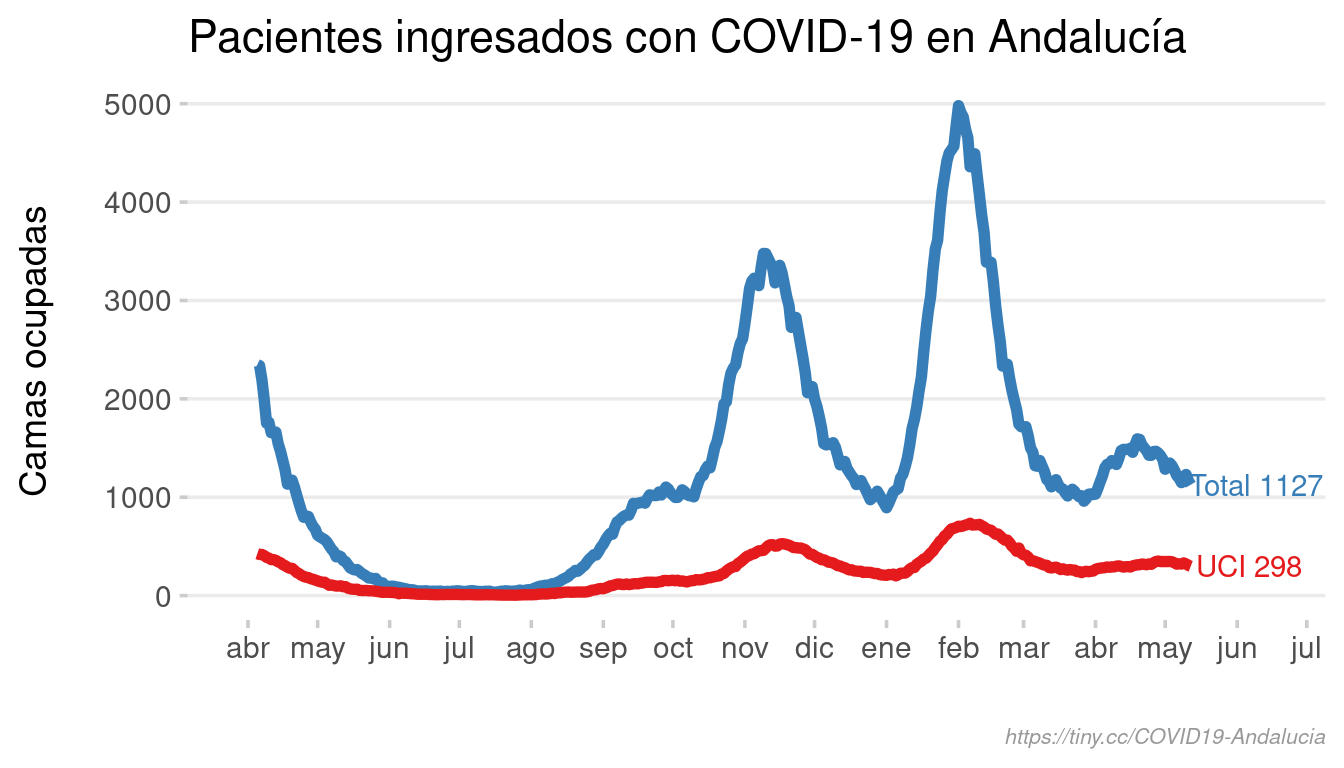 Pacientes ingresados con COVID-19 en Andalucía
Camas ocupadas
5000
4000
3000
2000
1000
0
Total 1127
UCI 298
abr may jun jul ago sep oct nov dic ene feb mar abr may jun jul
https://tiny.cc/COVID19-Andalucia